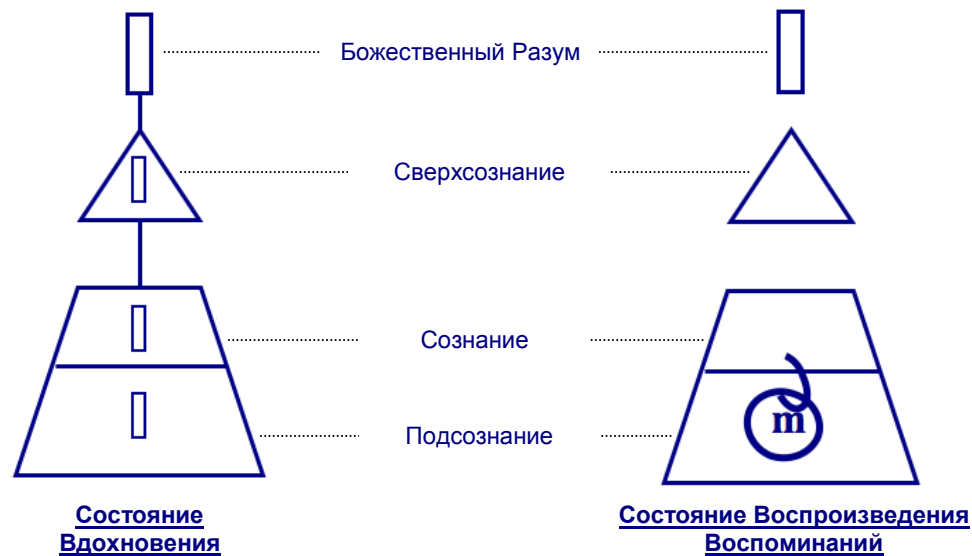 Божественный Разум
Сверхсознание
Сознание
Подсознание
m
Состояние
Вдохновения
Состояние Воспроизведения
Воспоминаний